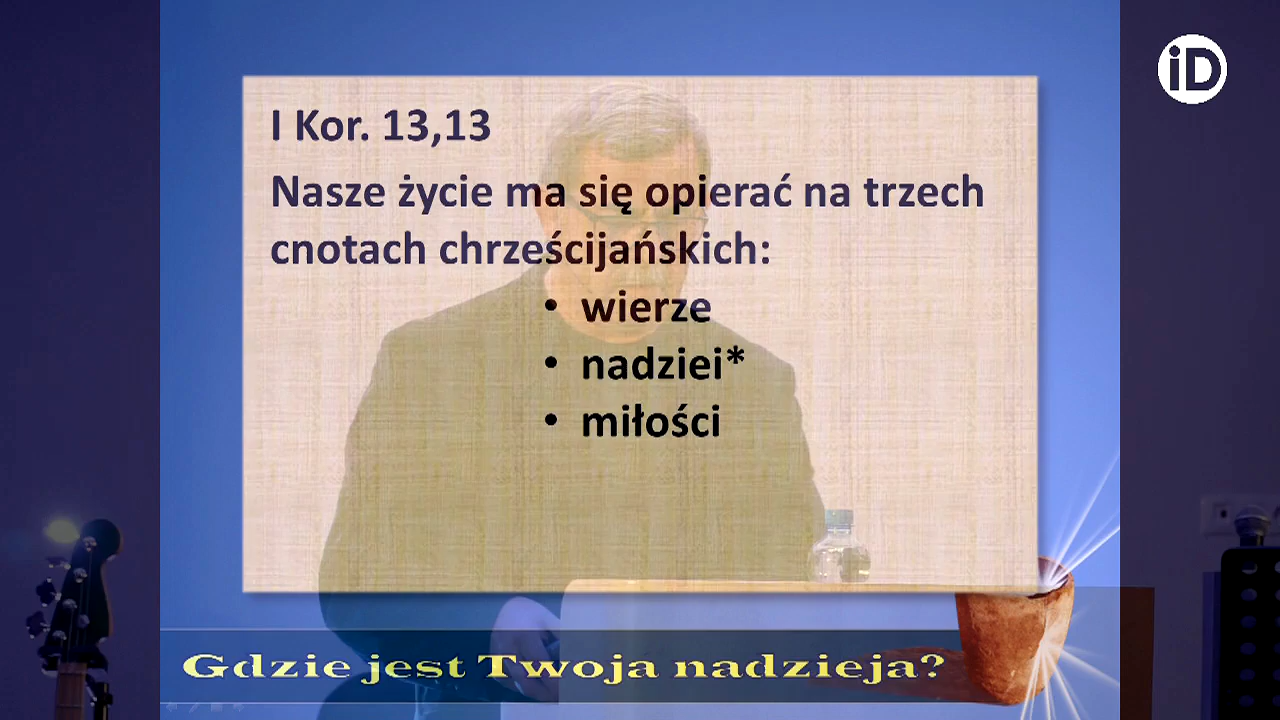 iD
I Kor. 13,13
Nasze życie ma się opierać na trzech
cnotach chrześcijańskich:
• wierze
• nadziei*
• miłości
Gdzie jest Twoja nadzieja?